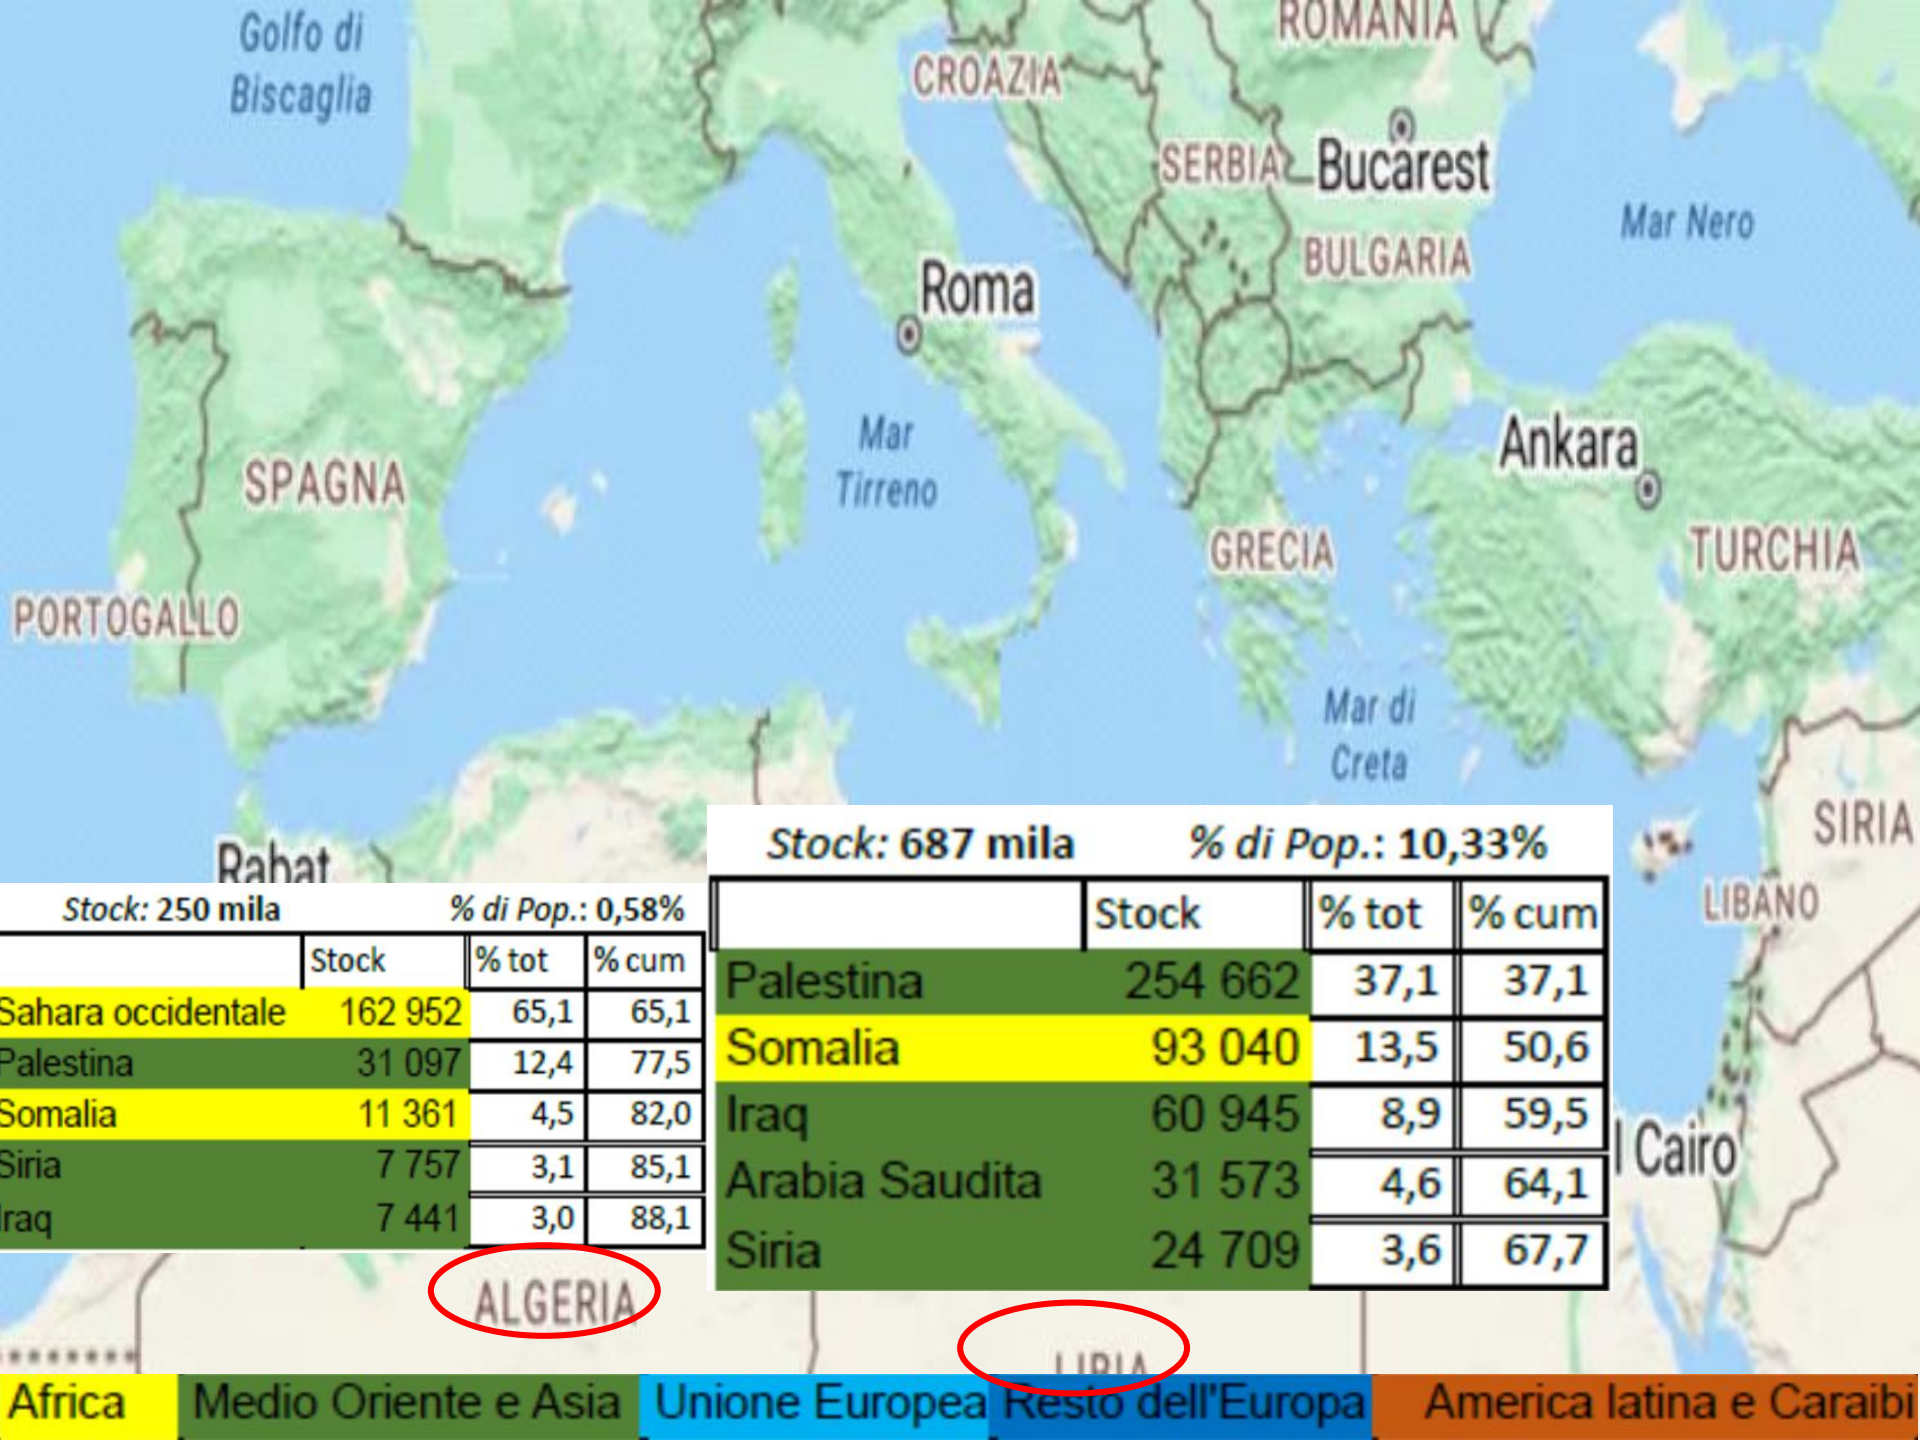 Golfo di
Biscaglia
ROMANIA
CROAZIA
SERBIA
Bucarest
Mar Nero
BULGARIA
Roma
Mar
Tirreno
Ankara
SPAGNA
GRECIA
TURCHIA
PORTOGALLO
Mar di
Creta
SIRIA
Rabat
LIBANO
Stock: 250 mila % di Pop.: 0,58%
Stock % tot % cum
Sahara occidentale 162 952 65,1 65,1
Palestina 31 097 12,4 77,5
Somalia 11 361 4,5 82,0
Siria 7 757 3,1 85,1
Iraq 7 441 3,0 88,1
Stock: 687 mila % di Pop.: 10,33%
Stock % tot % cum
Palestina 254 662 37,1 37,1
Somalia 93 040 13,5 50,6
Iraq 60 945 8,9 59,5
Arabia Saudita 31 573 4,6 64,1
Siria 24 709 3,6 67,7
l Cairo
ALGERIA
LIBIA
Africa Medio Oriente e Asia Unione Europea Resto dell'Europa America latina e Caraibi